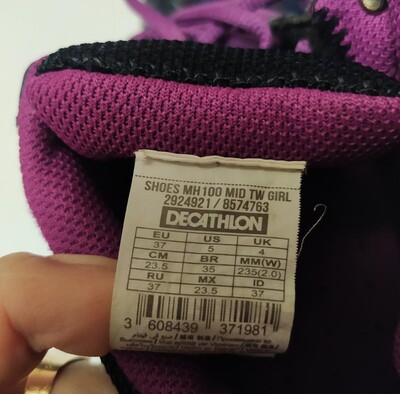 SHOES MH100 MID TW GIRL
2924921 / 8574763
DECATHLON
EU US UK
37 5 4
CM BR MM(W)
23.5 35 235(2.0)
RU MX ID
37 23.5 37
3 608439 371981